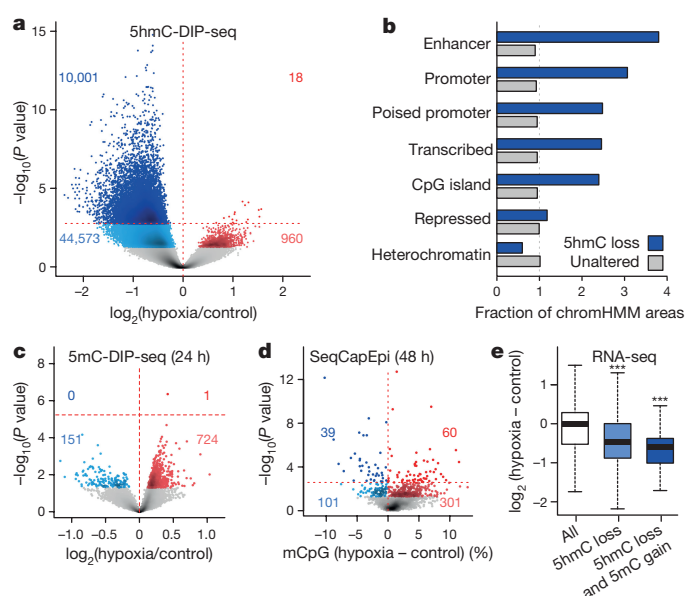 a
5hmC-DIP-seq
15
10
5
0
−log10(P value)
10,001
18
44,573
960
−2
−1
0
1
2
log2(hypoxia/control)
b
Enhancer
Promoter
Poised promoter
Transcribed
CpG island
Repressed
Heterochromatin
5hmC loss
Unaltered
0
1
2
3
4
Fraction of chromHMM areas
c
5mC-DIP-seq (24 h)
8
6
4
2
0
−log10(P value)
0
1
151
724
−1.0
−0.5
0
0.5
1.0
log2(hypoxia/control)
d
SeqCapEpi (48 h)
12
8
4
0
−log10(P value)
39
60
101
301
−10
−5
0
5
10
mCpG (hypoxia – control) (%)
e
RNA-seq
***
***
1
0
−1
−2
log2 (hypoxia – control)
All
5hmC loss
5hmC loss
and 5mC gain